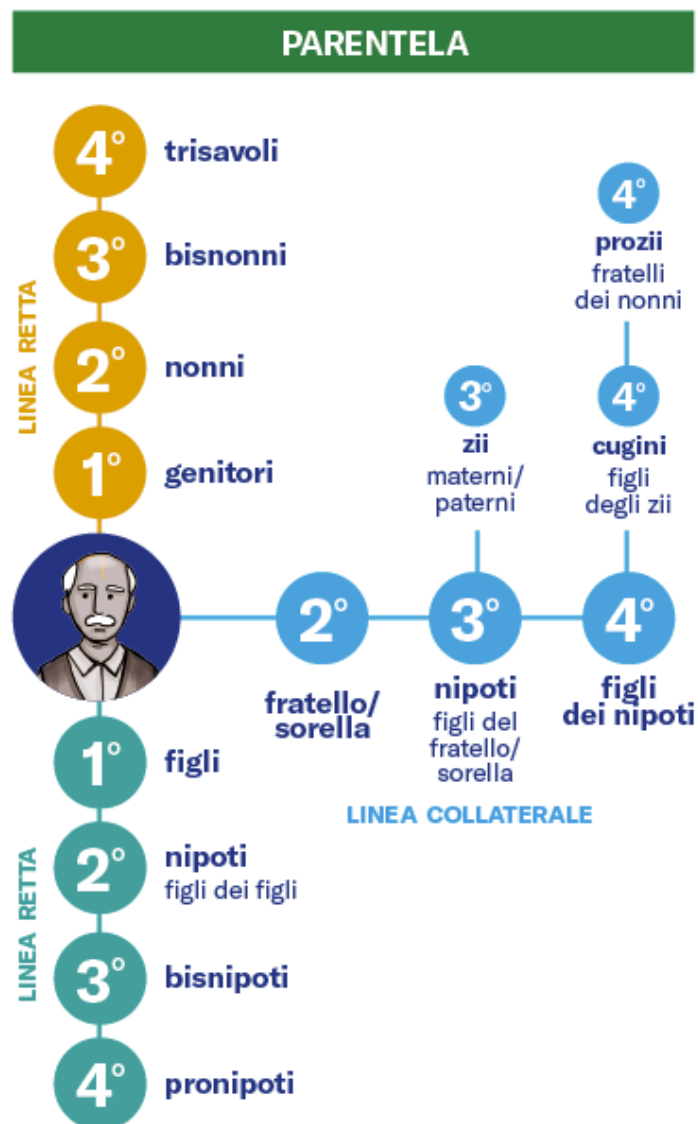 PARENTELA
LINEA RETTA
4° trisavoli
3° bisnonni
2° nonni
1° genitori
4°
prozii
fratelli
dei nonni
3°
zii
materni/
paterni
4°
cugini
figli
degli zii
2°
fratello/
sorella
3°
nipoti
figli del
fratello/
sorella
4°
figli
dei nipoti
LINEA COLLATERALE
LINEA RETTA
1° figli
2° nipoti
figli dei figli
3° bisnipoti
4° pronipoti